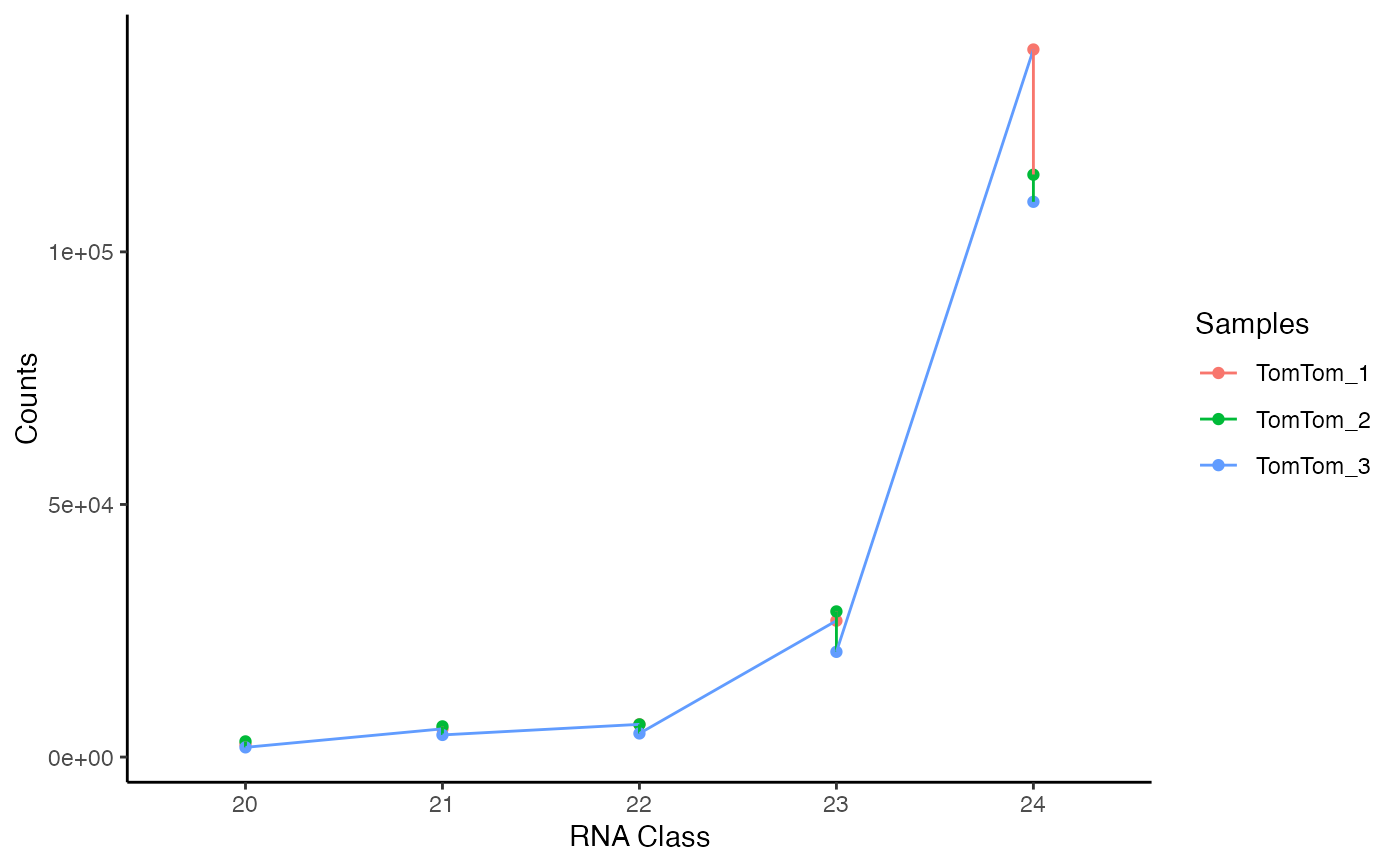 Counts
1e+05
5e+04
0e+00
20 21 22 23 24
RNA Class
Samples
TomTom_1
TomTom_2
TomTom_3